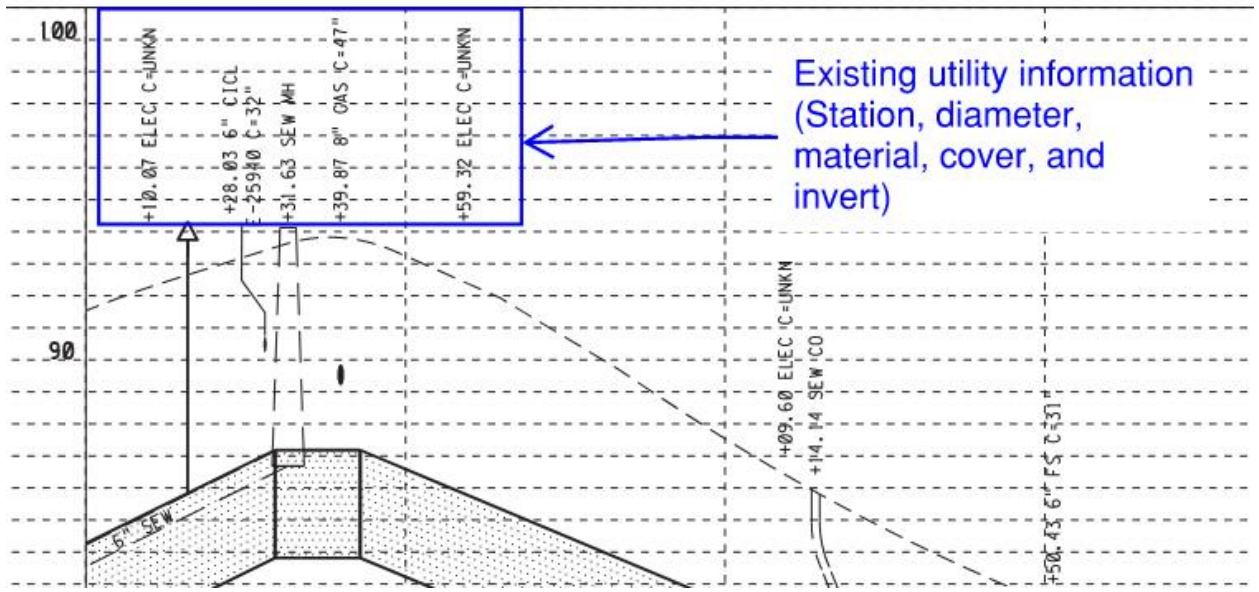 100
+10.07 ELEC C=UNKN
+28.03 6" CICL
E-25940 C=32"
+31.63 SEW MH
+39.87 8" GAS C=47"
+59.32 ELEC C=UNKN
Existing utility information
(Station, diameter,
material, cover, and
invert)
90
+09.60 ELEC C=UNKN
+14.14 SEW CO
+50.43 6" FS C=31"
6" SEW